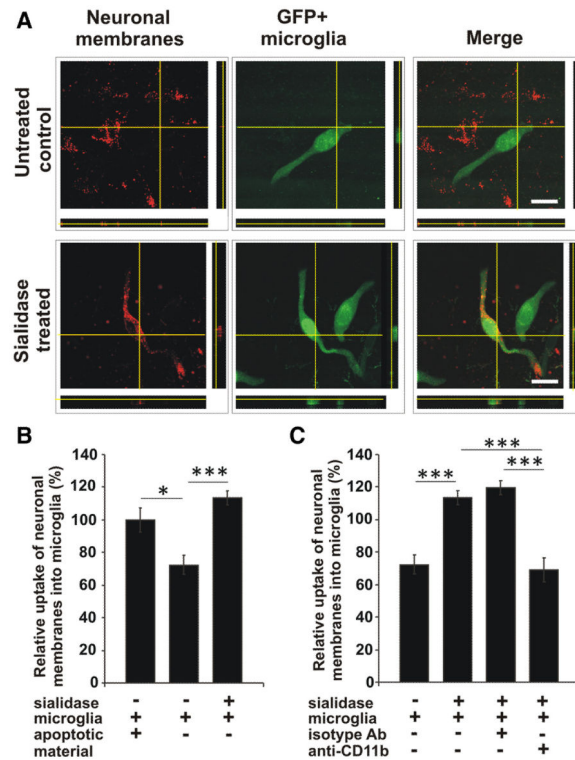 A
Neuronal membranes
GFP+ microglia
Merge
Untreated control
Sialidase treated
B
Relative uptake of neuronal membranes into microglia (%)
140
120
100
80
60
40
20
0
*
***
sialidase - - +
microglia + + +
apoptotic material + - -
C
Relative uptake of neuronal membranes into microglia (%)
140
120
100
80
60
40
20
0
***
***
***
sialidase - + + +
microglia + + + +
isotype Ab - - + -
anti-CD11b - - - +